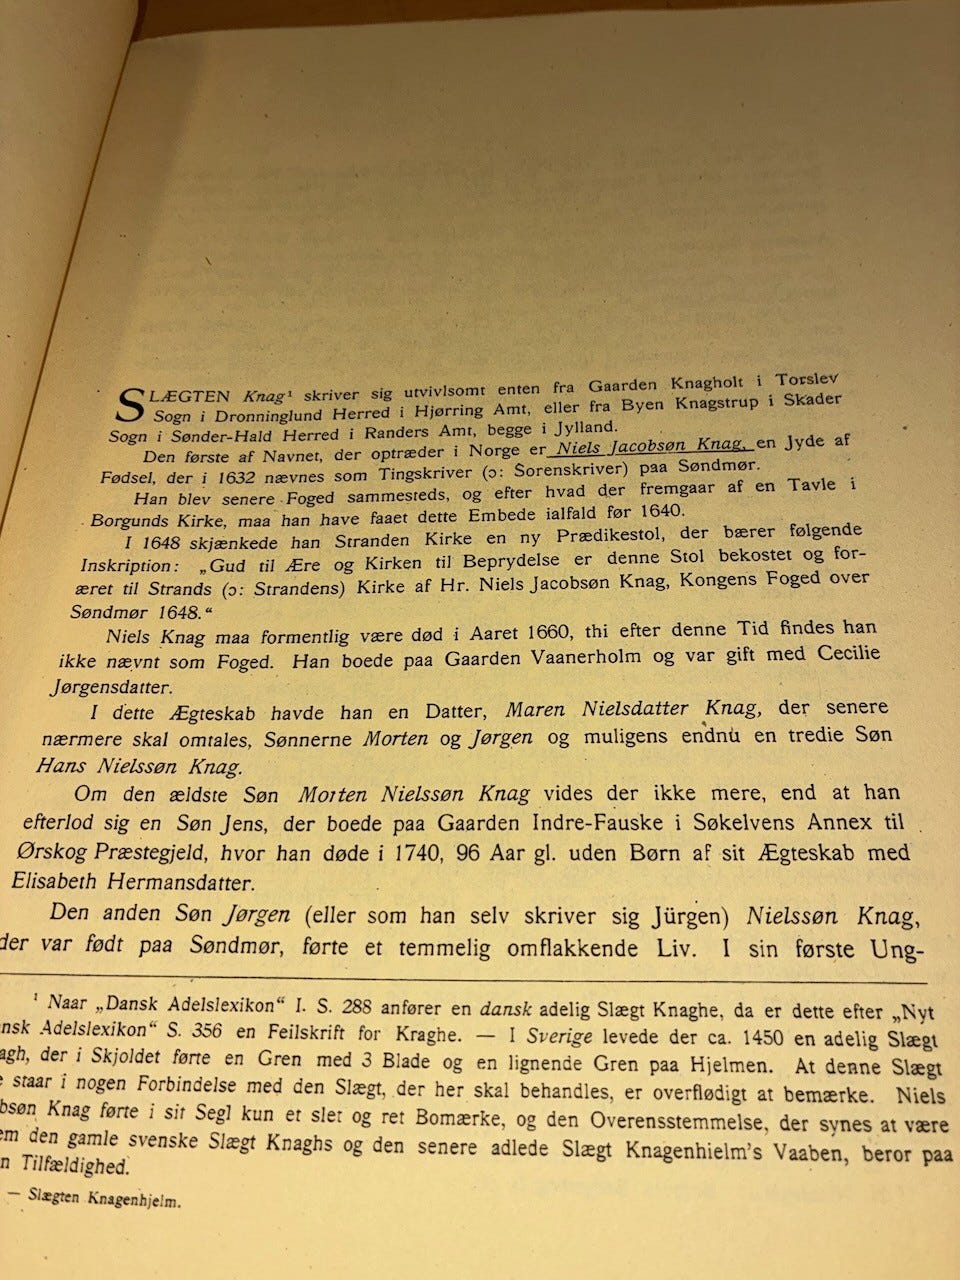 SLÆGTEN Knag¹ skriver sig utvivlsomt enten fra Gaarden Knagholt i Torslev
Sogn i Dronninglund Herred i Hjørring Amt, eller fra Byen Knagstrup i Skader
Sogn i Sønder-Hald Herred i Randers Amt, begge i Jylland.
Den første af Navnet, der optræder i Norge er Niels Jacobsøn Knag, en Jyde af
Fødsel, der i 1632 nævnes som Tingskriver (ɔ: Sorenskriver) paa Søndmør.
Han blev senere Foged sammesteds, og efter hvad der fremgaar af en Tavle i
Borgunds Kirke, maa han have faaet dette Embede ialfald før 1640.
I 1648 skjænkede han Stranden Kirke en ny Prædikestol, der bærer følgende
Inskription: „Gud til Ære og Kirken til Beprydelse er denne Stol bekostet og for-
æret til Strands (ɔ: Strandens) Kirke af Hr. Niels Jacobsøn Knag, Kongens Foged over
Søndmør 1648.“
Niels Knag maa formentlig være død i Aaret 1660, thi efter denne Tid findes han
ikke nævnt som Foged. Han boede paa Gaarden Vaanerholm og var gift med Cecilie
Jørgensdatter.
I dette Ægteskab havde han en Datter, Maren Nielsdatter Knag, der senere
nærmere skal omtales, Sønnerne Morten og Jørgen og muligens endnu en tredie Søn
Hans Nielssøn Knag.
Om den ældste Søn Morten Nielssøn Knag vides der ikke mere, end at han
efterlod sig en Søn Jens, der boede paa Gaarden Indre-Fauske i Søkelvens Annex til
Ørskog Præstegjeld, hvor han døde i 1740, 96 Aar gl. uden Børn af sit Ægteskab med
Elisabeth Hermansdatter.
Den anden Søn Jørgen (eller som han selv skriver sig Jürgen) Nielssøn Knag,
der var født paa Søndmør, førte et temmelig omflakkende Liv. I sin første Ung-
¹ Naar „Dansk Adelslexikon“ I. S. 288 anfører en dansk adelig Slægt Knaghe, da er dette efter „Nyt
nsk Adelslexikon“ S. 356 en Feilskrift for Kraghe. — I Sverige levede der ca. 1450 en adelig Slægt
agh, der i Skjoldet førte en Gren med 3 Blade og en lignende Gren paa Hjelmen. At denne Slægt
e staar i nogen Forbindelse med den Slægt, der her skal behandles, er overflødigt at bemærke. Niels
bsøn Knag førte i sit Segl kun et slet og ret Bomærke, og den Overensstemmelse, der synes at være
em den gamle svenske Slægt Knaghs og den senere adlede Slægt Knagenhielm's Vaaben, beror paa
n Tilfældighed.
— Slægten Knagenhjelm.